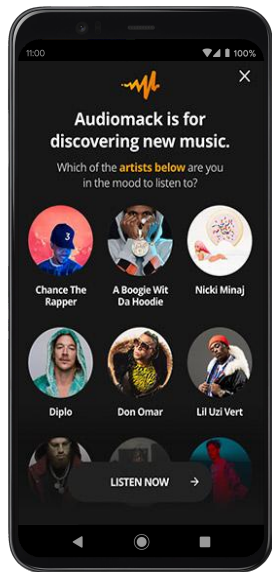 11:00
100%
Audiomack is for
discovering new music.
Which of the artists below are you
in the mood to listen to?
3
Chance The
Rapper
A Boogie Wit
Da Hoodie
Nicki Minaj
Diplo
Don Omar
Lil Uzi Vert
LISTEN NOW